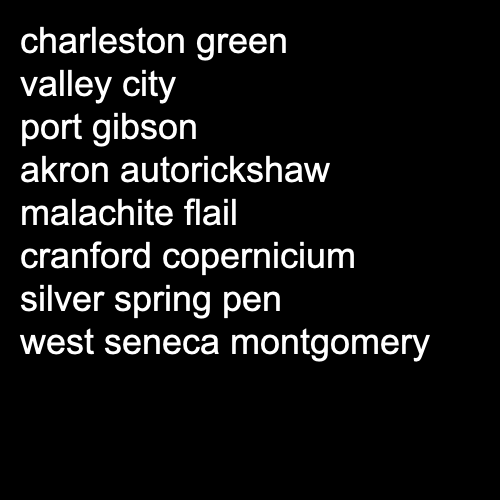 charleston green
valley city
port gibson
akron autorickshaw
malachite flail
cranford copernicium
silver spring pen
west seneca montgomery